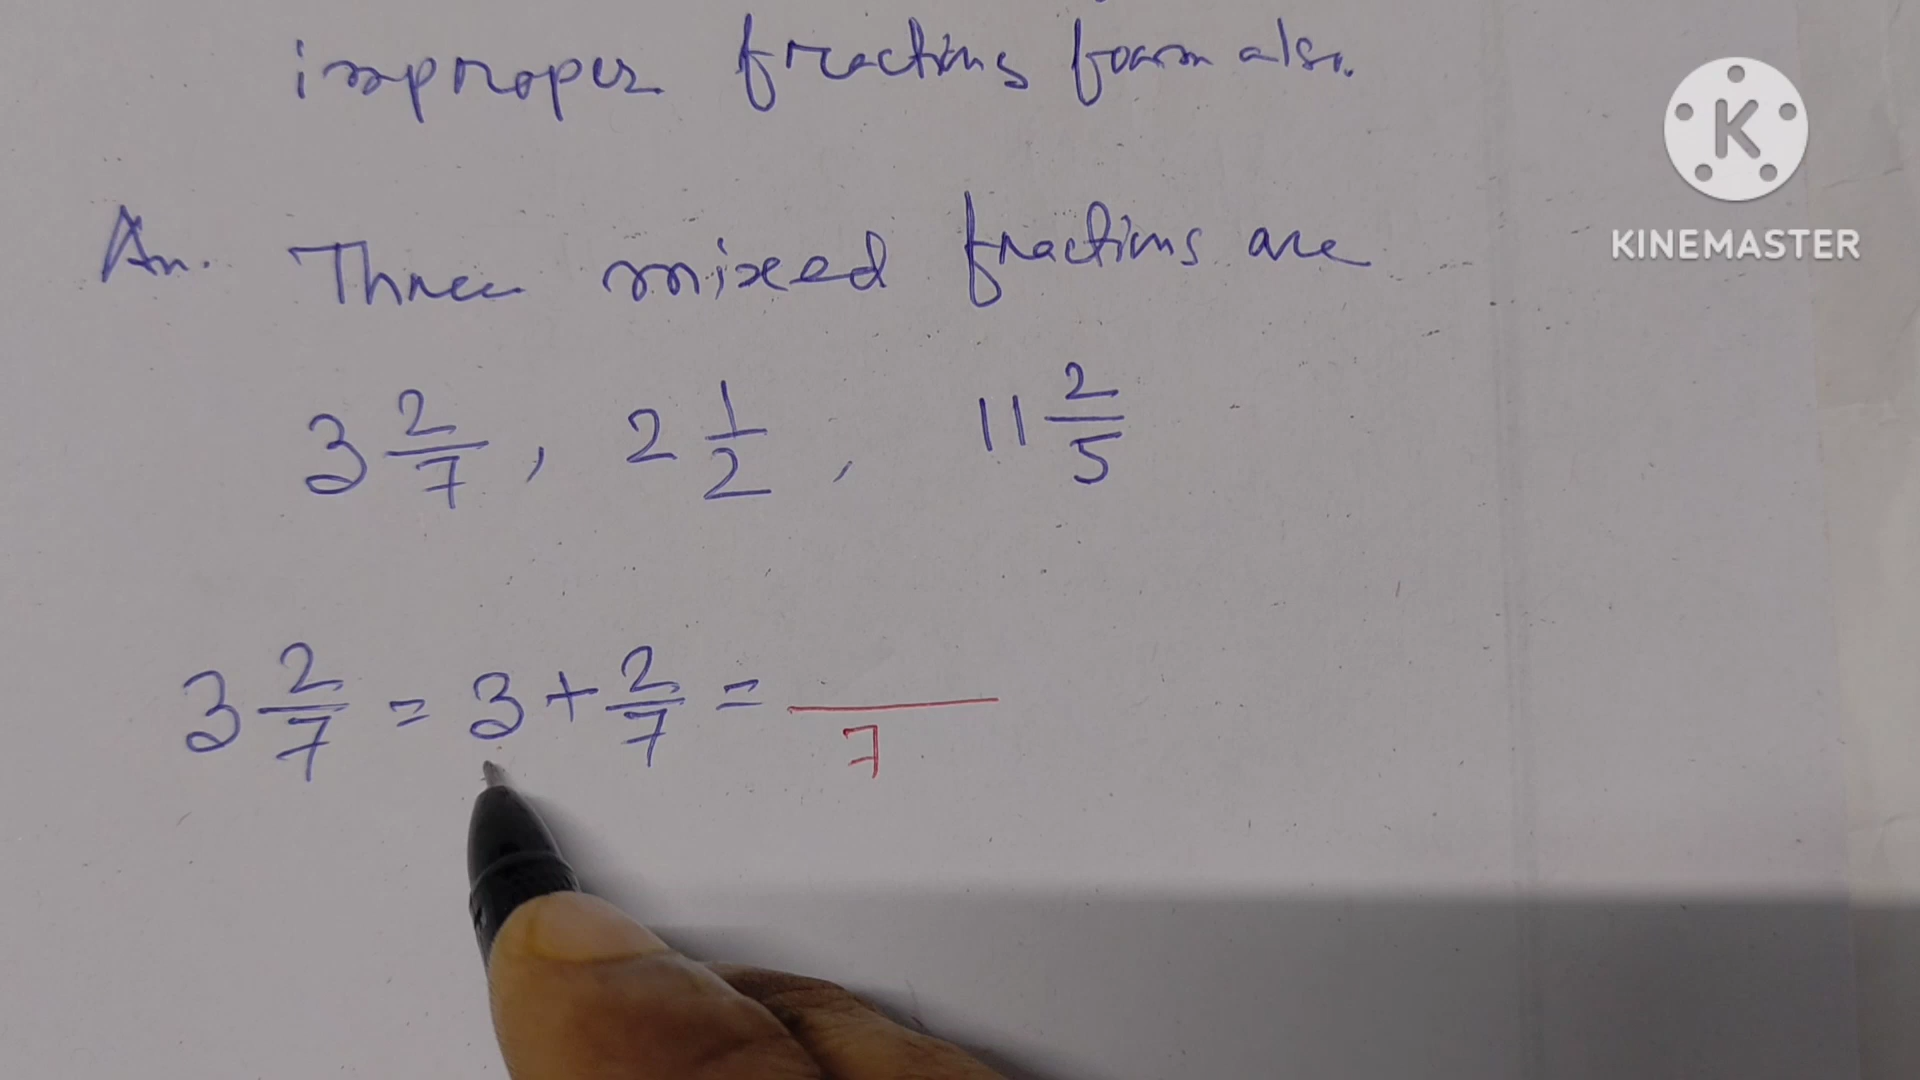 improper fractions foarm also.
An. Three mixed fractions are
3 2/7, 2 1/2, 11 2/5
3 2/7 = 3 + 2/7 = /7
K
KINEMASTER